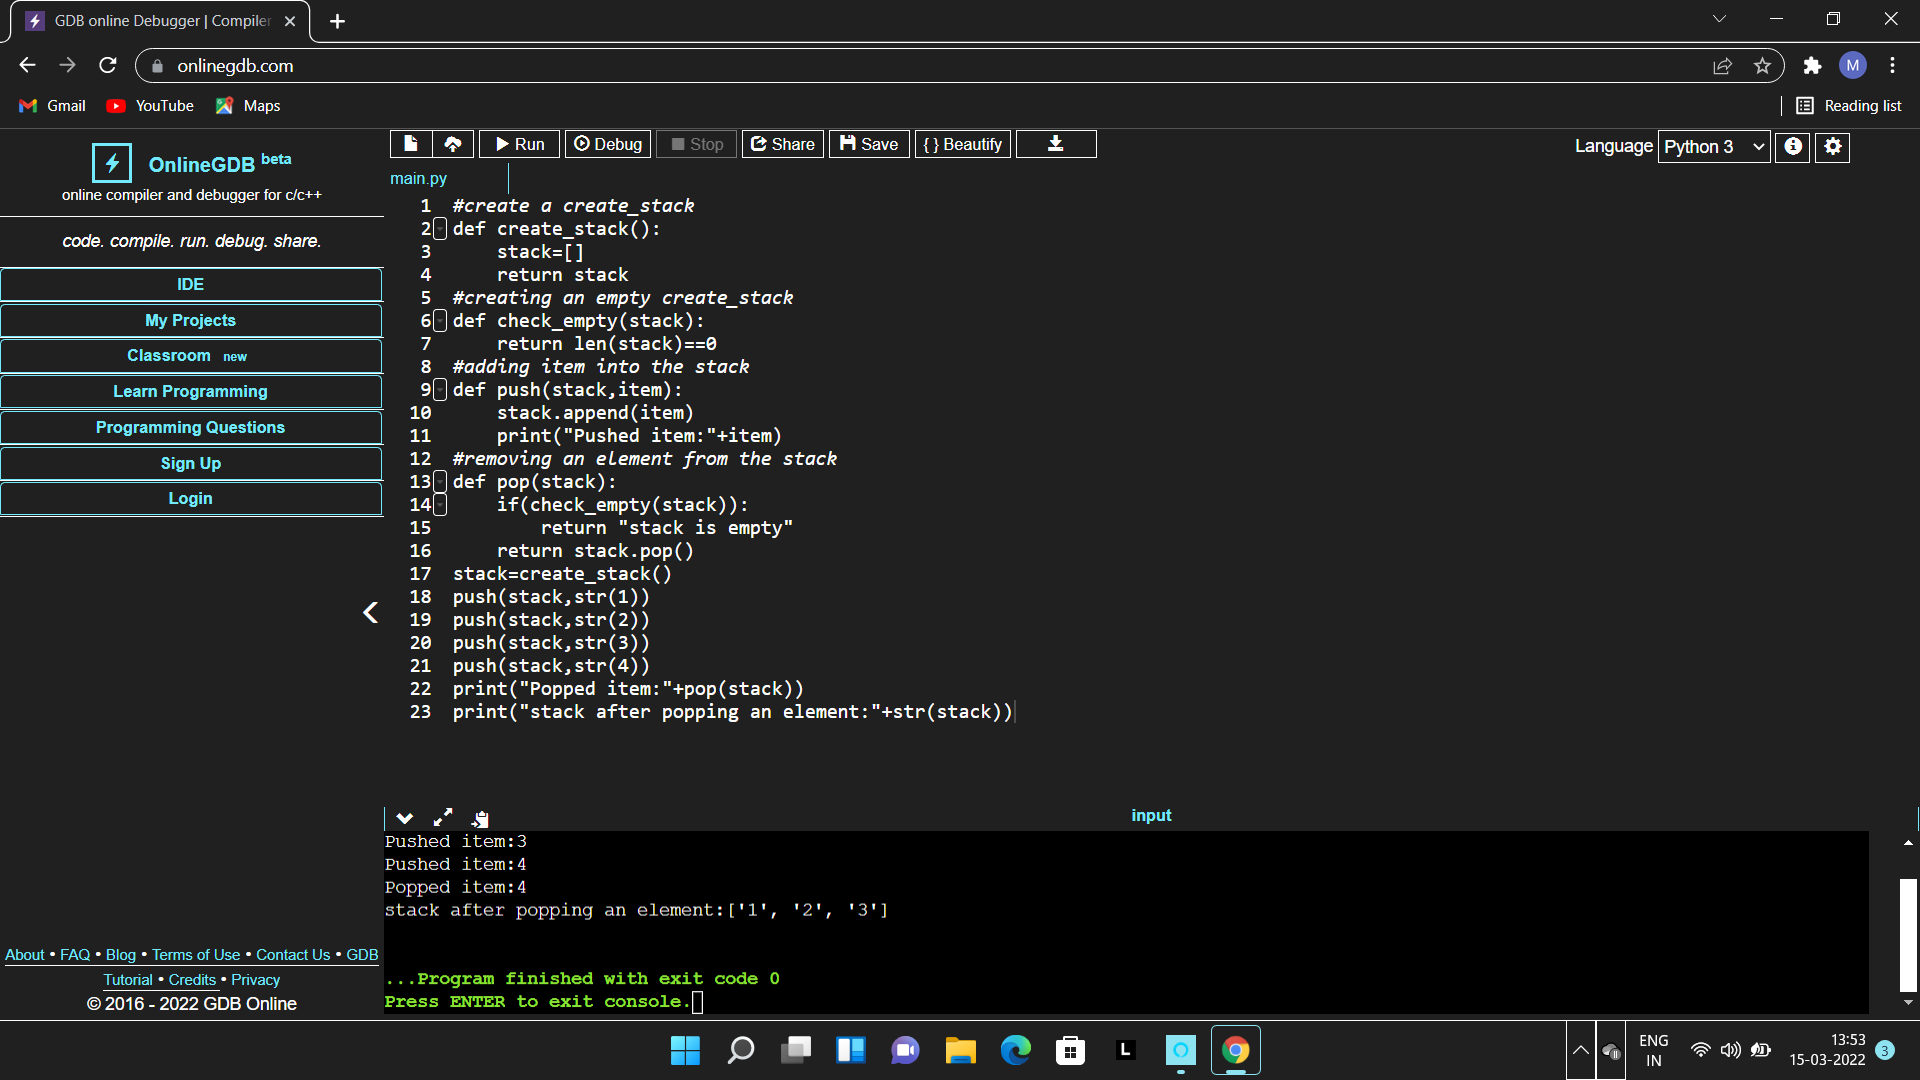 GDB online Debugger | Compiler
onlinegdb.com
M
Gmail YouTube Maps
Reading list
OnlineGDB beta
online compiler and debugger for c/c++
code. compile. run. debug. share.
IDE
My Projects
Classroom new
Learn Programming
Programming Questions
Sign Up
Login
About • FAQ • Blog • Terms of Use • Contact Us • GDB
Tutorial • Credits • Privacy
© 2016 - 2022 GDB Online
Run Debug Stop Share Save { } Beautify
Language Python 3
main.py
1 #create a create_stack
2 def create_stack():
3 stack=[]
4 return stack
5 #creating an empty create_stack
6 def check_empty(stack):
7 return len(stack)==0
8 #adding item into the stack
9 def push(stack,item):
10 stack.append(item)
11 print("Pushed item:"+item)
12 #removing an element from the stack
13 def pop(stack):
14 if(check_empty(stack)):
15 return "stack is empty"
16 return stack.pop()
17 stack=create_stack()
18 push(stack,str(1))
19 push(stack,str(2))
20 push(stack,str(3))
21 push(stack,str(4))
22 print("Popped item:"+pop(stack))
23 print("stack after popping an element:"+str(stack))
input
Pushed item:3
Pushed item:4
Popped item:4
stack after popping an element:['1', '2', '3']
...Program finished with exit code 0
Press ENTER to exit console.
L
ENG
IN
13:53
15-03-2022
3